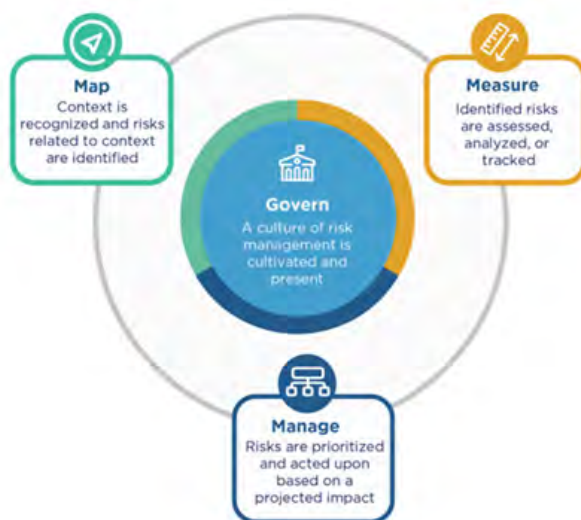 Map
Context is
recognized and risks
related to context
are identified
Measure
Identified risks
are assessed,
analyzed, or
tracked
Govern
A culture of risk
management is
cultivated and
present
Manage
Risks are prioritized
and acted upon
based on a
projected impact